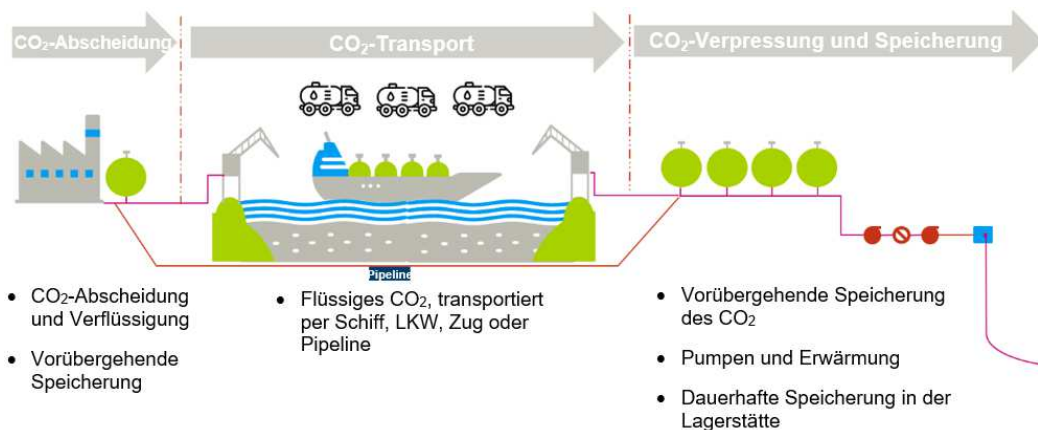 CO₂-Abscheidung
CO₂-Transport
CO₂-Verpressung und Speicherung
Pipeline
• CO₂-Abscheidung
und Verflüssigung
• Vorübergehende
Speicherung
• Flüssiges CO₂, transportiert
per Schiff, LKW, Zug oder
Pipeline
• Vorübergehende Speicherung
des CO₂
• Pumpen und Erwärmung
• Dauerhafte Speicherung in der
Lagerstätte